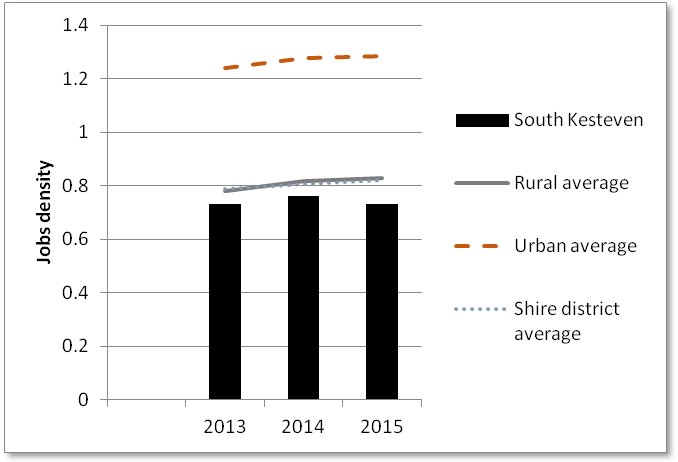 1.4
1.2
1
0.8
0.6
0.4
0.2
0
Jobs density
2013 2014 2015
South Kesteven
Rural average
Urban average
Shire district
average